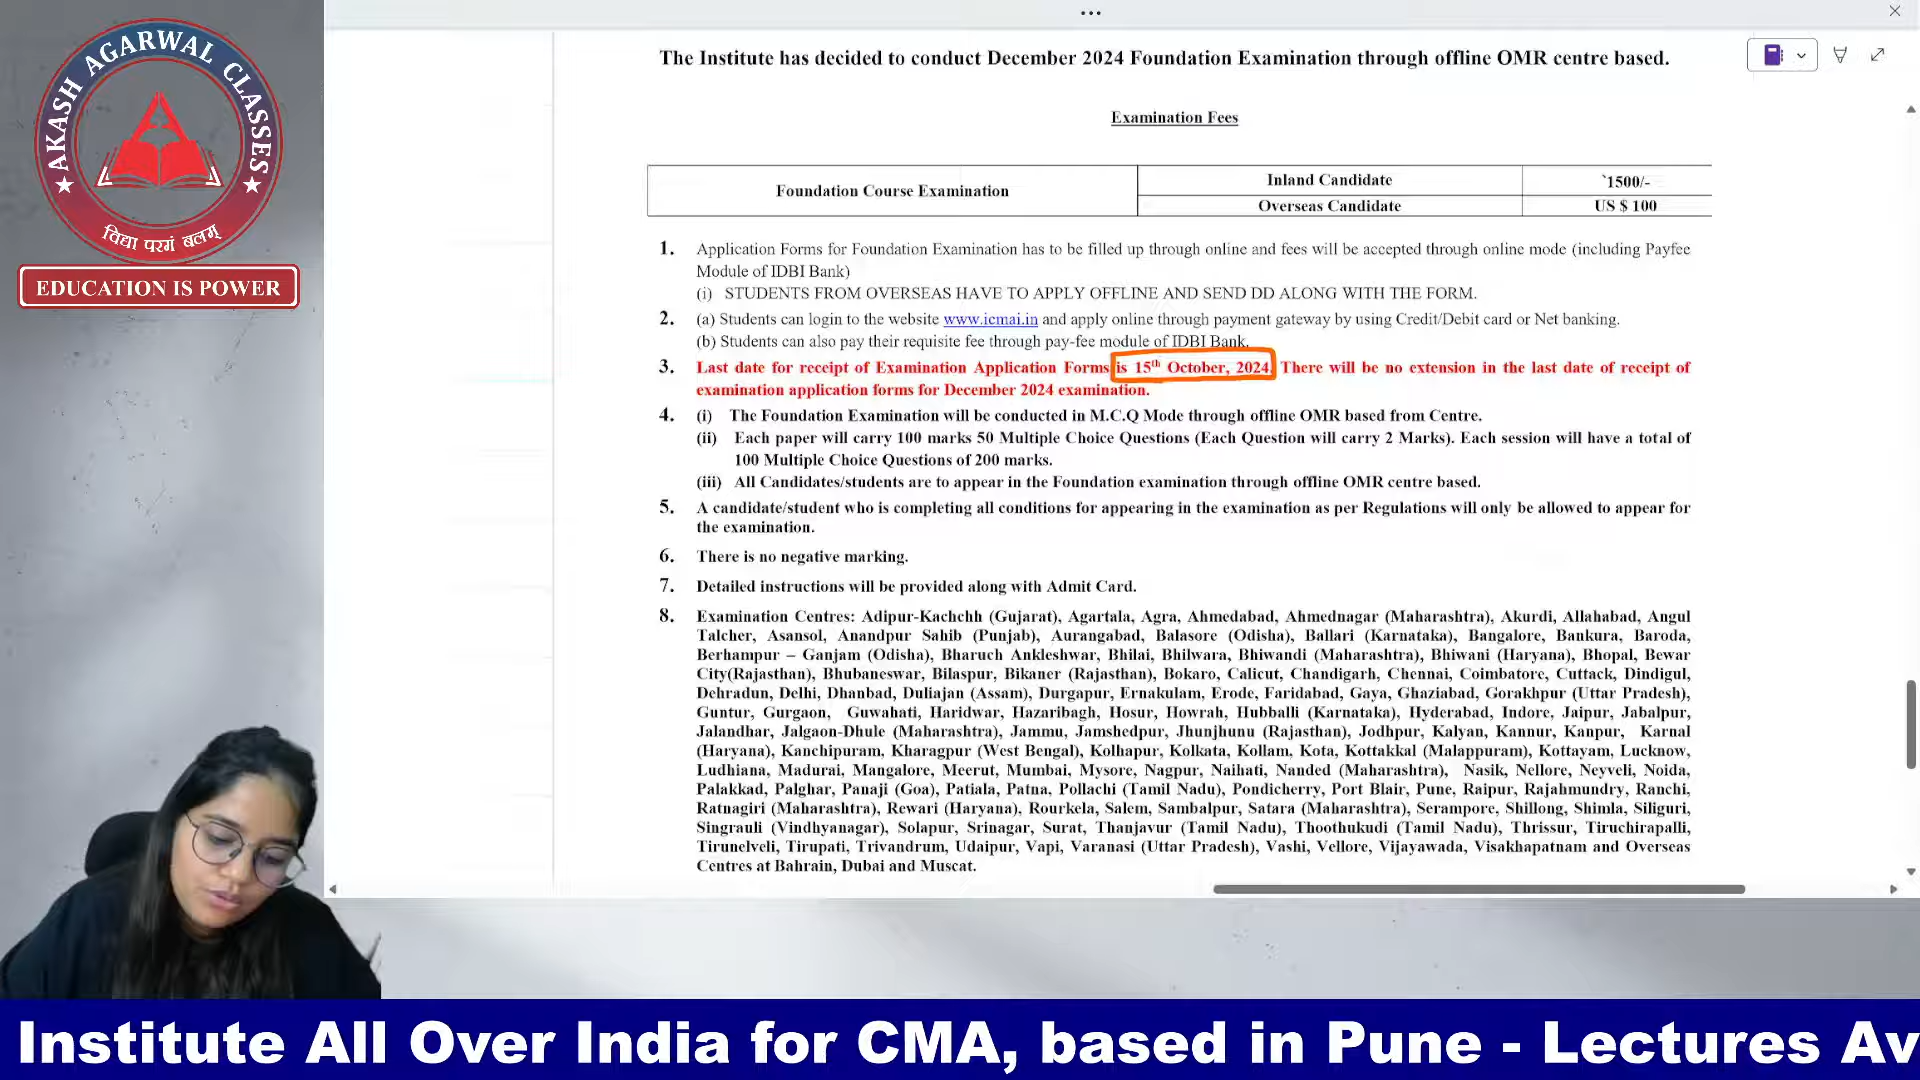 AKASH AGARWAL CLASSES
विद्या परमं बलम्
EDUCATION IS POWER
The Institute has decided to conduct December 2024 Foundation Examination through offline OMR centre based.
Examination Fees
Foundation Course Examination
Inland Candidate
`1500/-
Overseas Candidate
US $ 100
1. Application Forms for Foundation Examination has to be filled up through online and fees will be accepted through online mode (including Payfee
Module of IDBI Bank)
(i) STUDENTS FROM OVERSEAS HAVE TO APPLY OFFLINE AND SEND DD ALONG WITH THE FORM.
2. (a) Students can login to the website www.icmai.in and apply online through payment gateway by using Credit/Debit card or Net banking.
(b) Students can also pay their requisite fee through pay-fee module of IDBI Bank.
3. Last date for receipt of Examination Application Forms is 15th October, 2024. There will be no extension in the last date of receipt of
examination application forms for December 2024 examination.
4. (i) The Foundation Examination will be conducted in M.C.Q Mode through offline OMR based from Centre.
(ii) Each paper will carry 100 marks 50 Multiple Choice Questions (Each Question will carry 2 Marks). Each session will have a total of
100 Multiple Choice Questions of 200 marks.
(iii) All Candidates/students are to appear in the Foundation examination through offline OMR centre based.
5. A candidate/student who is completing all conditions for appearing in the examination as per Regulations will only be allowed to appear for
the examination.
6. There is no negative marking.
7. Detailed instructions will be provided along with Admit Card.
8. Examination Centres: Adipur-Kachchh (Gujarat), Agartala, Agra, Ahmedabad, Ahmednagar (Maharashtra), Akurdi, Allahabad, Angul
Talcher, Asansol, Anandpur Sahib (Punjab), Aurangabad, Balasore (Odisha), Ballari (Karnataka), Bangalore, Bankura, Baroda,
Berhampur – Ganjam (Odisha), Bharuch Ankleshwar, Bhilai, Bhilwara, Bhiwandi (Maharashtra), Bhiwani (Haryana), Bhopal, Bewar
City(Rajasthan), Bhubaneswar, Bilaspur, Bikaner (Rajasthan), Bokaro, Calicut, Chandigarh, Chennai, Coimbatore, Cuttack, Dindigul,
Dehradun, Delhi, Dhanbad, Duliajan (Assam), Durgapur, Ernakulam, Erode, Faridabad, Gaya, Ghaziabad, Gorakhpur (Uttar Pradesh),
Guntur, Gurgaon, Guwahati, Haridwar, Hazaribagh, Hosur, Howrah, Hubballi (Karnataka), Hyderabad, Indore, Jaipur, Jabalpur,
Jalandhar, Jalgaon-Dhule (Maharashtra), Jammu, Jamshedpur, Jhunjhunu (Rajasthan), Jodhpur, Kalyan, Kannur, Kanpur, Karnal
(Haryana), Kanchipuram, Kharagpur (West Bengal), Kolhapur, Kolkata, Kollam, Kota, Kottakkal (Malappuram), Kottayam, Lucknow,
Ludhiana, Madurai, Mangalore, Meerut, Mumbai, Mysore, Nagpur, Naihati, Nanded (Maharashtra), Nasik, Nellore, Neyveli, Noida,
Palakkad, Palghar, Panaji (Goa), Patiala, Patna, Pollachi (Tamil Nadu), Pondicherry, Port Blair, Pune, Raipur, Rajahmundry, Ranchi,
Ratnagiri (Maharashtra), Rewari (Haryana), Rourkela, Salem, Sambalpur, Satara (Maharashtra), Serampore, Shillong, Shimla, Siliguri,
Singrauli (Vindhyanagar), Solapur, Srinagar, Surat, Thanjavur (Tamil Nadu), Thoothukudi (Tamil Nadu), Thrissur, Tiruchirapalli,
Tirunelveli, Tirupati, Trivandrum, Udaipur, Vapi, Varanasi (Uttar Pradesh), Vashi, Vellore, Vijayawada, Visakhapatnam and Overseas
Centres at Bahrain, Dubai and Muscat.
Institute All Over India for CMA, based in Pune - Lectures Av